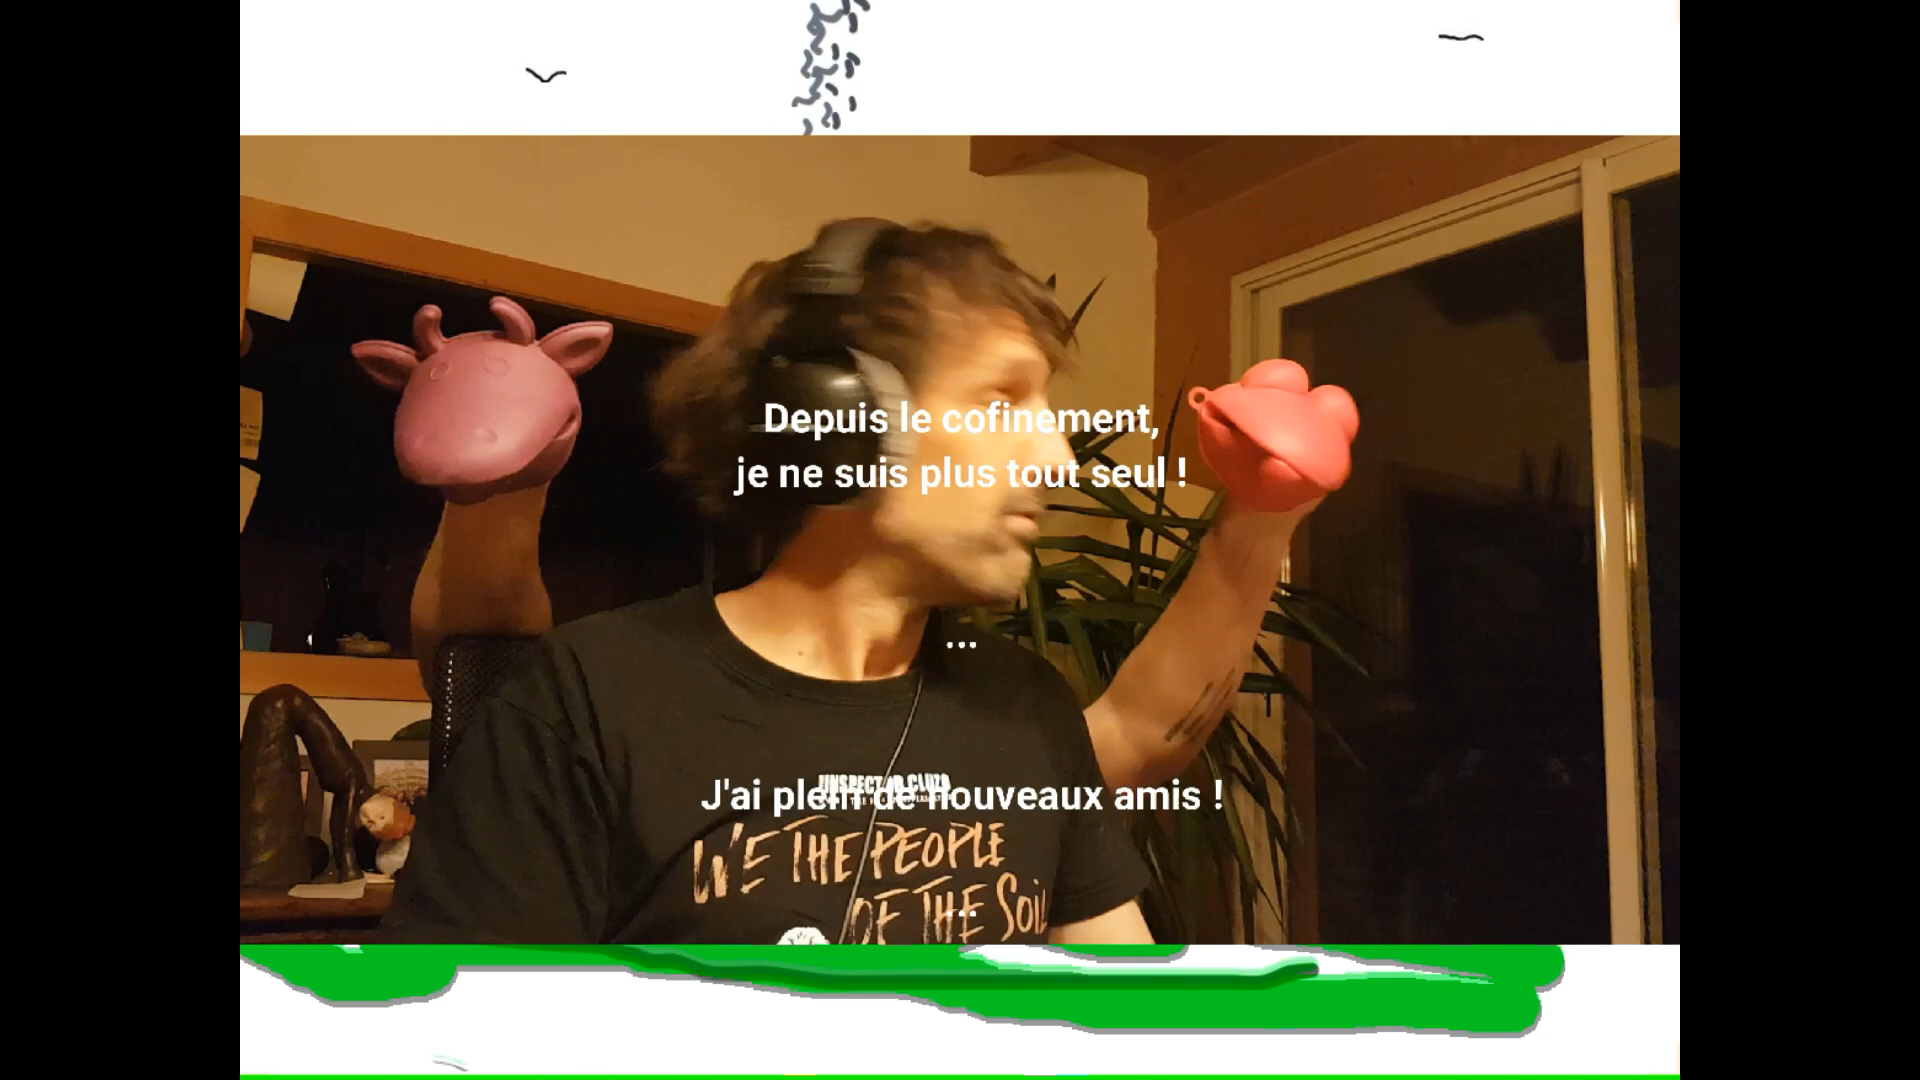 Depuis le cofinement,
je ne suis plus tout seul !
...
J'ai plein de nouveaux amis !
WE THE PEOPLE
OF THE SOIL
...